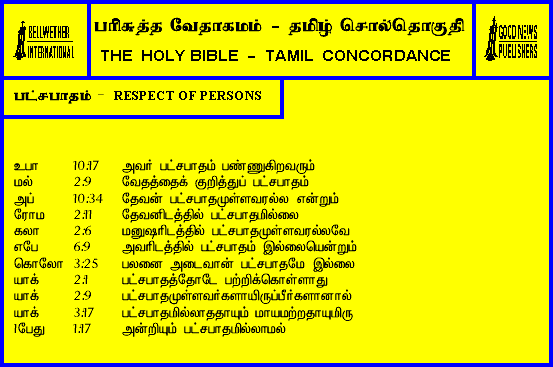 BELLWETHER INTERNATIONAL
பரிசுத்த வேதாகமம் - தமிழ் சொல்தொகுதி
THE HOLY BIBLE - TAMIL CONCORDANCE
GOOD NEWS PUBLISHERS
பட்சபாதம் - RESPECT OF PERSONS
உபா 10:17 அவர் பட்சபாதம் பண்ணுகிறவரும்
மல் 2:9 வேதத்தைக் குறித்துப் பட்சபாதம்
அப் 10:34 தேவன் பட்சபாதமுள்ளவரல்ல என்றும்
ரோம 2:11 தேவனிடத்தில் பட்சபாதமில்லை
கலா 2:6 மனுஷரிடத்தில் பட்சபாதமுள்ளவரல்லவே
எபே 6:9 அவரிடத்தில் பட்சபாதம் இல்லையென்றும்
கொலோ 3:25 பலனை அடைவான் பட்சபாதமே இல்லை
யாக் 2:1 பட்சபாதத்தோடே பற்றிக்கொள்ளாது
யாக் 2:9 பட்சபாதமுள்ளவர்களாயிருப்பீர்களானால்
யாக் 3:17 பட்சபாதமில்லாததாயும் மாயமற்றதாயுமிரு
1பேது 1:17 அன்றியும் பட்சபாதமில்லாமல்